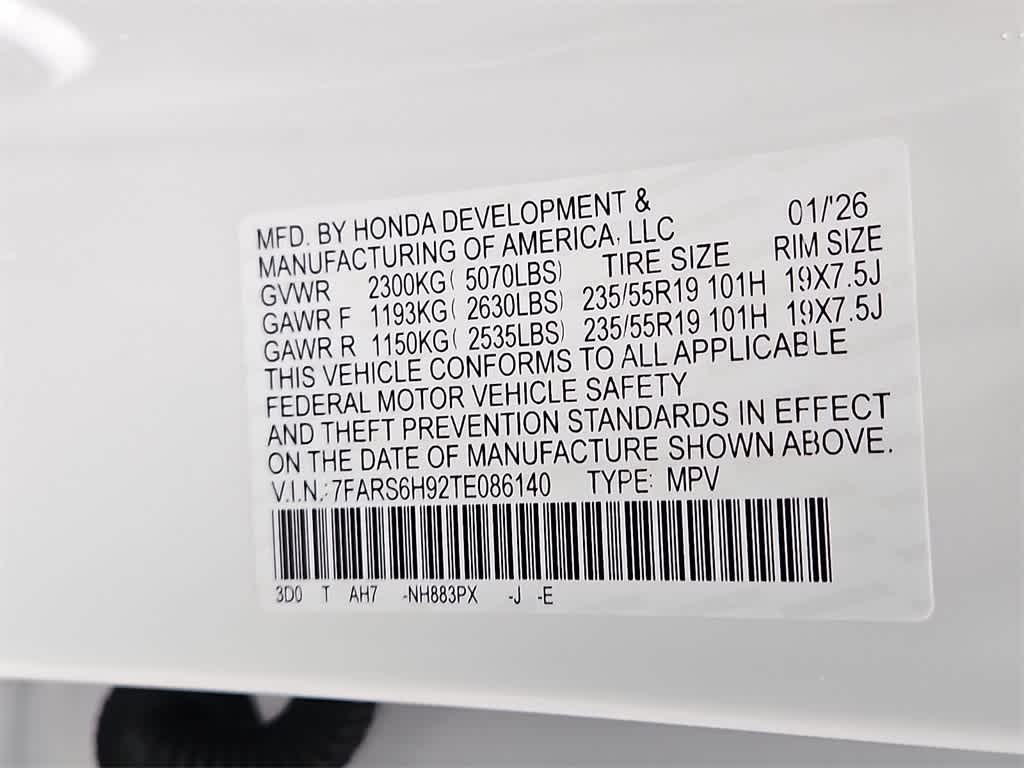 MFD. BY HONDA DEVELOPMENT &
MANUFACTURING OF AMERICA, LLC 01/'26
GVWR 2300KG( 5070LBS) TIRE SIZE RIM SIZE
GAWR F 1193KG( 2630LBS) 235/55R19 101H 19X7.5J
GAWR R 1150KG( 2535LBS) 235/55R19 101H 19X7.5J
THIS VEHICLE CONFORMS TO ALL APPLICABLE
FEDERAL MOTOR VEHICLE SAFETY
AND THEFT PREVENTION STANDARDS IN EFFECT
ON THE DATE OF MANUFACTURE SHOWN ABOVE.
V.I.N.: 7FARS6H92TE086140 TYPE: MPV
3D0 T AH7 -NH883PX -J -E